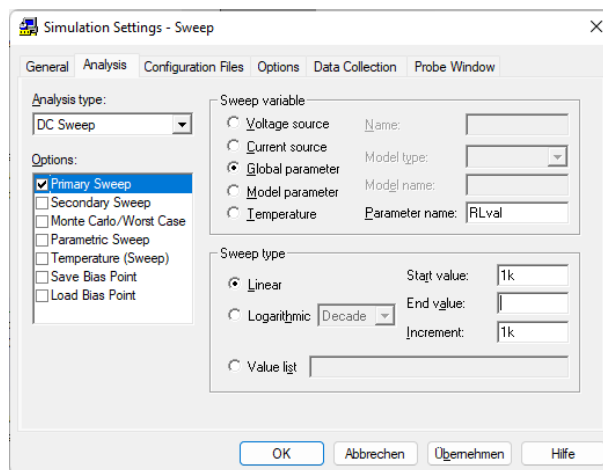 Simulation Settings - Sweep
General Analysis Configuration Files Options Data Collection Probe Window
Analysis type:
DC Sweep
Options:
Primary Sweep
Secondary Sweep
Monte Carlo/Worst Case
Parametric Sweep
Temperature (Sweep)
Save Bias Point
Load Bias Point
Sweep variable
Voltage source
Current source
Global parameter
Model parameter
Temperature
Name:
Model type:
Model name:
Parameter name: RLval
Sweep type
Linear
Logarithmic Decade
Start value: 1k
End value:
Increment: 1k
Value list
OK Abbrechen Übernehmen Hilfe